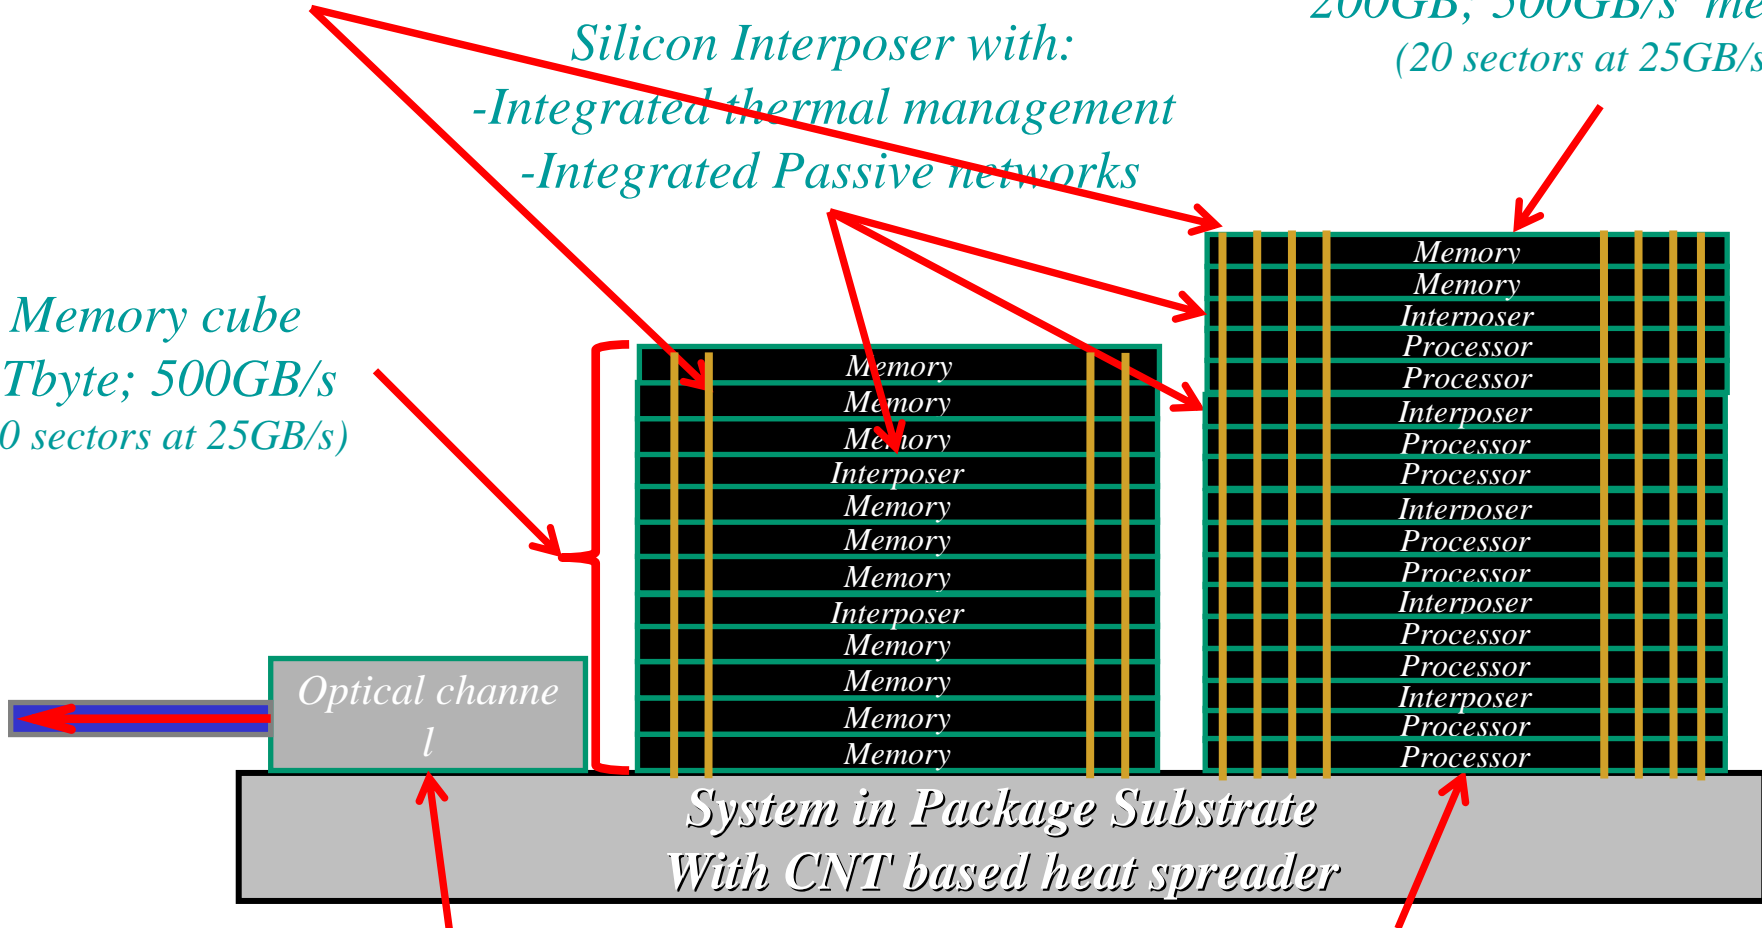 200GB; 500GB/s
(20 sectors at 25GB/s
Silicon Interposer with:
-Integrated thermal management
-Integrated Passive networks
Memory cube
Tbyte; 500GB/s
0 sectors at 25GB/s)
Memory
Memory
Memory
Interposer
Memory
Memory
Memory
Interposer
Memory
Memory
Memory
Memory
Memory
Memory
Interposer
Processor
Processor
Interposer
Processor
Processor
Interposer
Processor
Processor
Interposer
Processor
Processor
Interposer
Processor
Processor
Optical channe
l
System in Package Substrate
With CNT based heat spreader